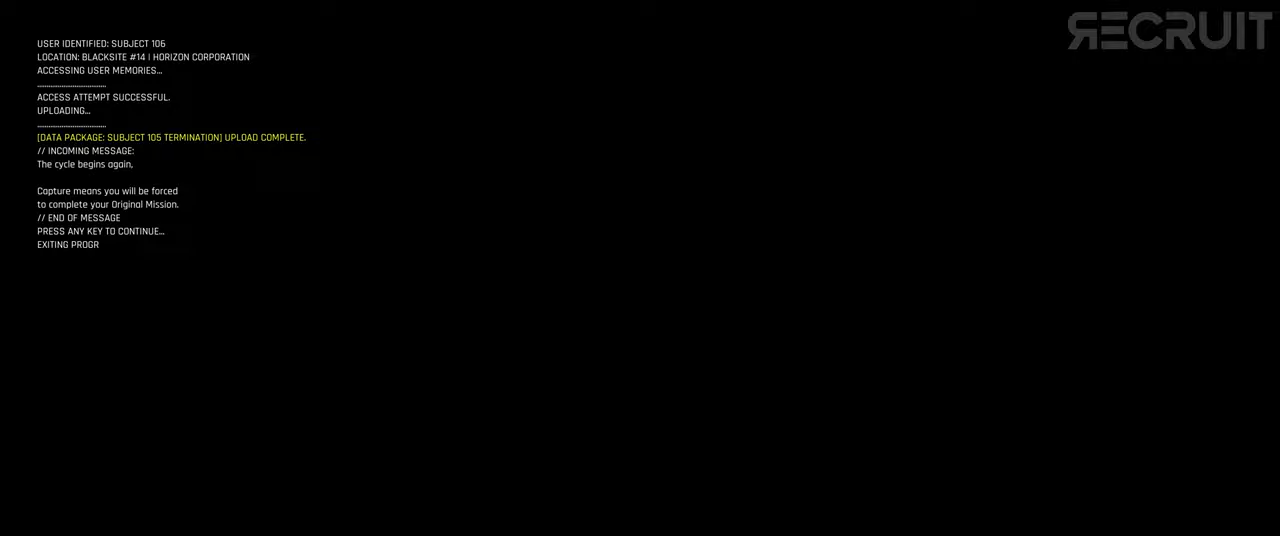 RECRUIT
USER IDENTIFIED: SUBJECT 106
LOCATION: BLACKSITE #14 | HORIZON CORPORATION
ACCESSING USER MEMORIES...
....................................
ACCESS ATTEMPT SUCCESSFUL.
UPLOADING...
....................................
[DATA PACKAGE: SUBJECT 105 TERMINATION] UPLOAD COMPLETE.
// INCOMING MESSAGE:
The cycle begins again,
Capture means you will be forced
to complete your Original Mission.
// END OF MESSAGE
PRESS ANY KEY TO CONTINUE...
EXITING PROGR